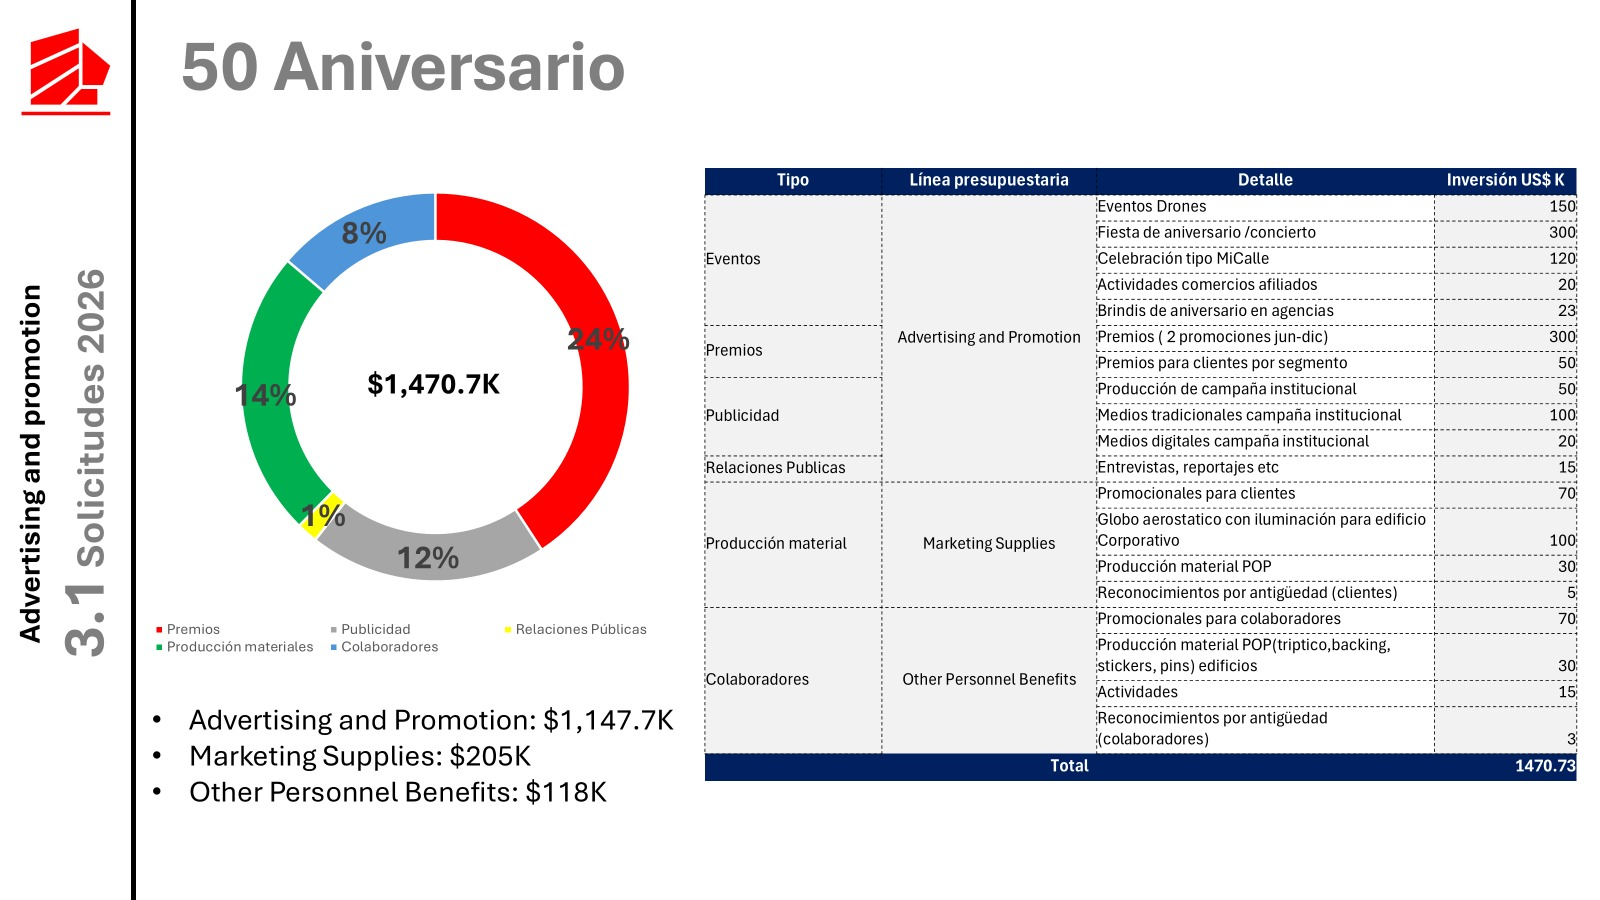 50 Aniversario
Advertising and promotion
3.1 Solicitudes 2026
8%
24%
14%
$1,470.7K
1%
12%
Premios
Publicidad
Relaciones Públicas
Producción materiales
Colaboradores
• Advertising and Promotion: $1,147.7K
• Marketing Supplies: $205K
• Other Personnel Benefits: $118K
Tipo Línea presupuestaria Detalle Inversión US$ K
Eventos
Advertising and Promotion
Eventos Drones 150
Fiesta de aniversario /concierto 300
Celebración tipo MiCalle 120
Actividades comercios afiliados 20
Brindis de aniversario en agencias 23
Premios
Premios ( 2 promociones jun-dic) 300
Premios para clientes por segmento 50
Publicidad
Producción de campaña institucional 50
Medios tradicionales campaña institucional 100
Medios digitales campaña institucional 20
Relaciones Publicas Entrevistas, reportajes etc 15
Producción material
Marketing Supplies
Promocionales para clientes 70
Globo aerostatico con iluminación para edificio
Corporativo 100
Producción material POP 30
Reconocimientos por antigüedad (clientes) 5
Colaboradores
Other Personnel Benefits
Promocionales para colaboradores 70
Producción material POP(triptico,backing,
stickers, pins) edificios 30
Actividades 15
Reconocimientos por antigüedad
(colaboradores) 3
Total 1470.73